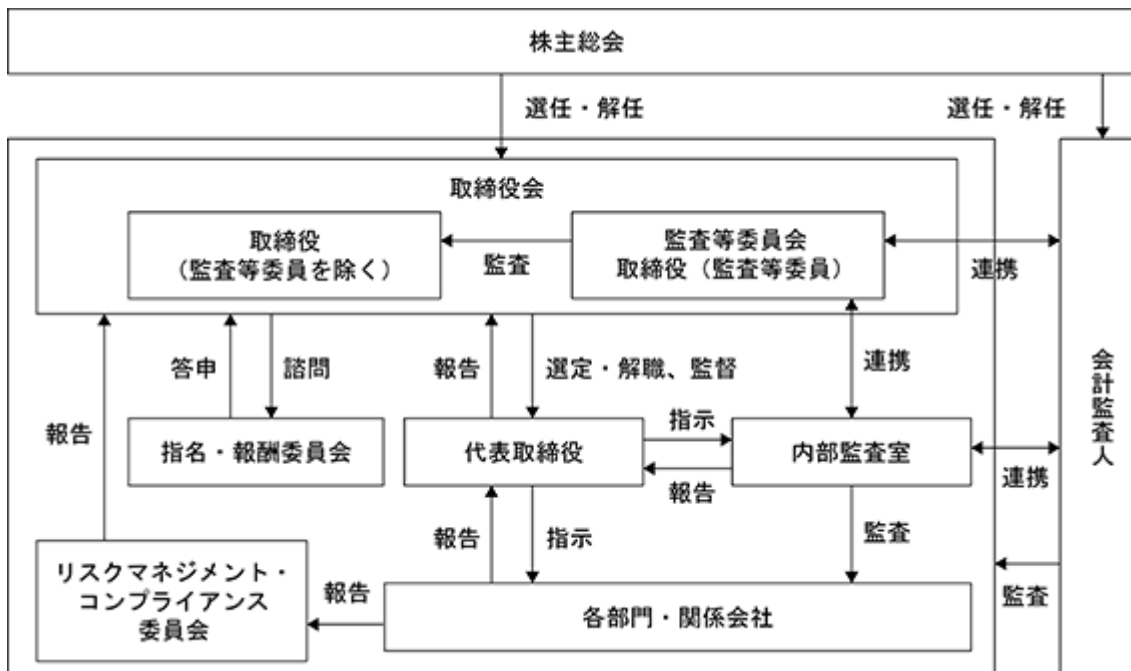 株主総会
選任・解任
選任・解任
取締役会
取締役
（監査等委員を除く）
監査
監査等委員会
取締役（監査等委員）
連携
答申
諮問
報告
選定・解職、監督
連携
会計監査人
報告
指名・報酬委員会
代表取締役
指示
報告
内部監査室
連携
報告
指示
監査
リスクマネジメント・
コンプライアンス
委員会
報告
各部門・関係会社
監査